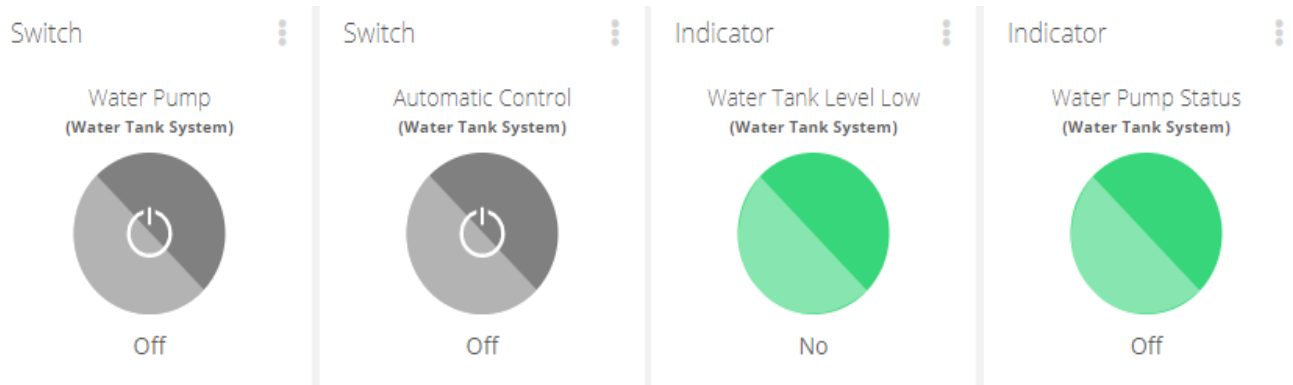 Switch
Water Pump
(Water Tank System)
Off
Switch
Automatic Control
(Water Tank System)
Off
Indicator
Water Tank Level Low
(Water Tank System)
No
Indicator
Water Pump Status
(Water Tank System)
Off